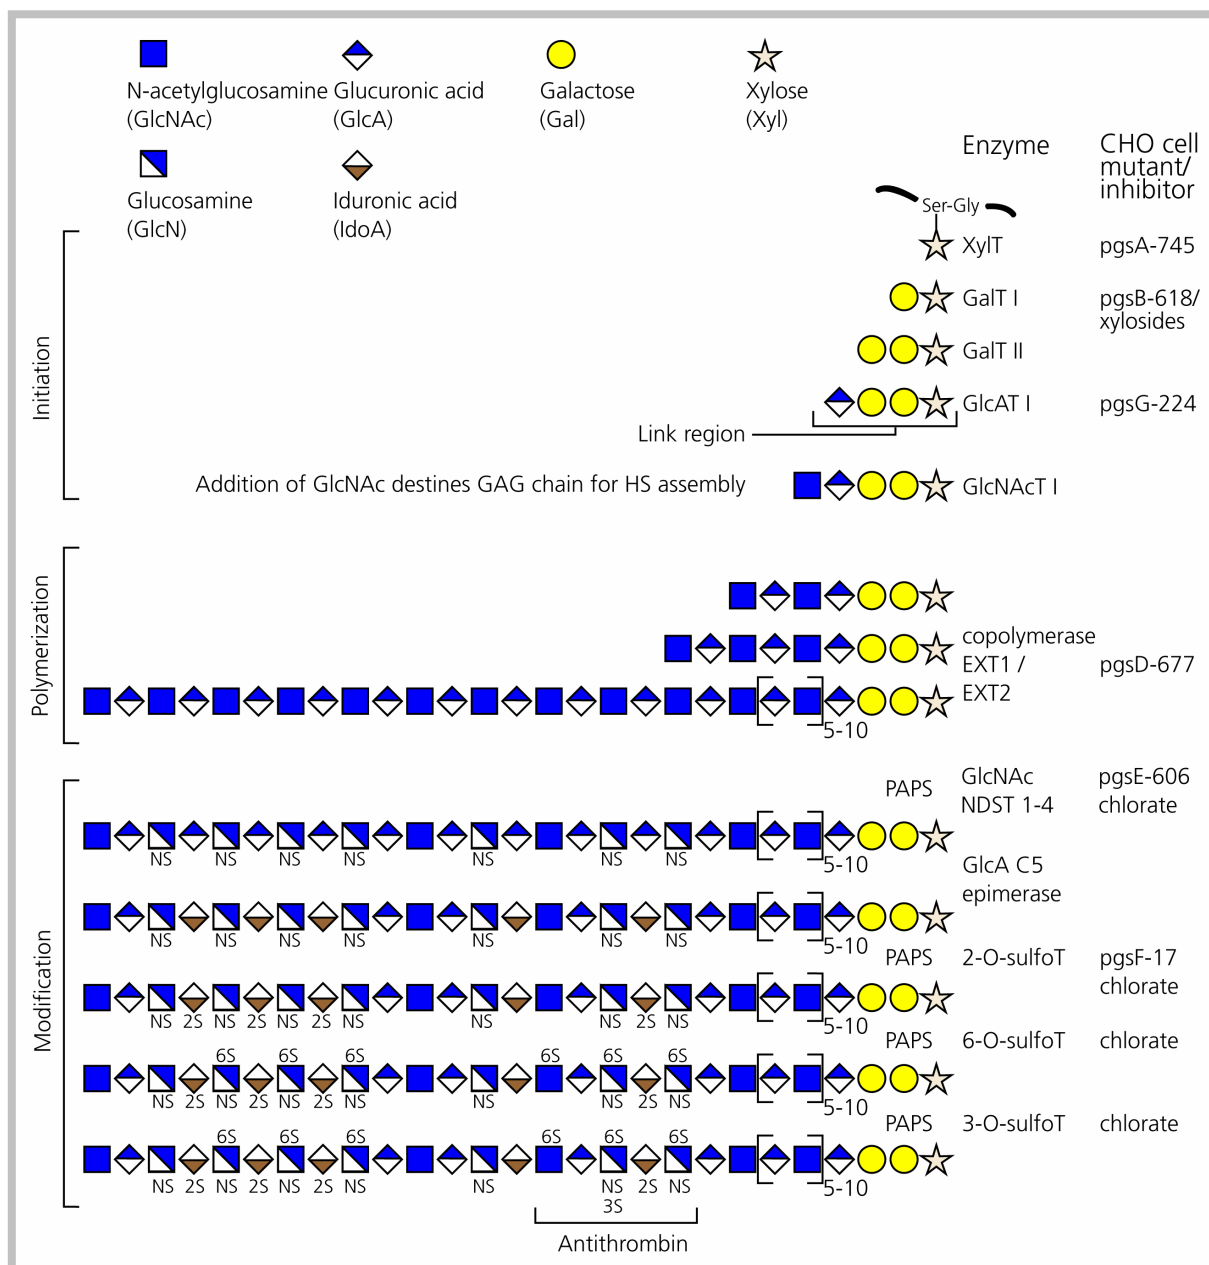 N-acetylglucosamine
(GlcNAc)
Glucuronic acid
(GlcA)
Galactose
(Gal)
Xylose
(Xyl)
Glucosamine
(GlcN)
Iduronic acid
(IdoA)
Enzyme
CHO cell
mutant/
inhibitor
Ser-Gly
Initiation
XylT pgsA-745
GalT I pgsB-618/
xylosides
GalT II
GlcAT I pgsG-224
Link region
Addition of GlcNAc destines GAG chain for HS assembly
GlcNAcT I
Polymerization
copolymerase
EXT1 /
EXT2
pgsD-677
5-10
Modification
PAPS
GlcNAc
NDST 1-4
pgsE-606
chlorate
NS NS NS NS NS NS NS
5-10
GlcA C5
epimerase
NS NS NS NS NS NS NS
5-10
PAPS 2-O-sulfoT pgsF-17
chlorate
NS 2S NS 2S NS 2S NS NS NS 2S NS
5-10
PAPS 6-O-sulfoT chlorate
6S 6S 6S 6S 6S 6S
NS 2S NS 2S NS 2S NS NS NS 2S NS
5-10
PAPS 3-O-sulfoT chlorate
6S 6S 6S 6S 6S 6S
NS 2S NS 2S NS 2S NS NS NS 2S NS
5-10
3S
Antithrombin